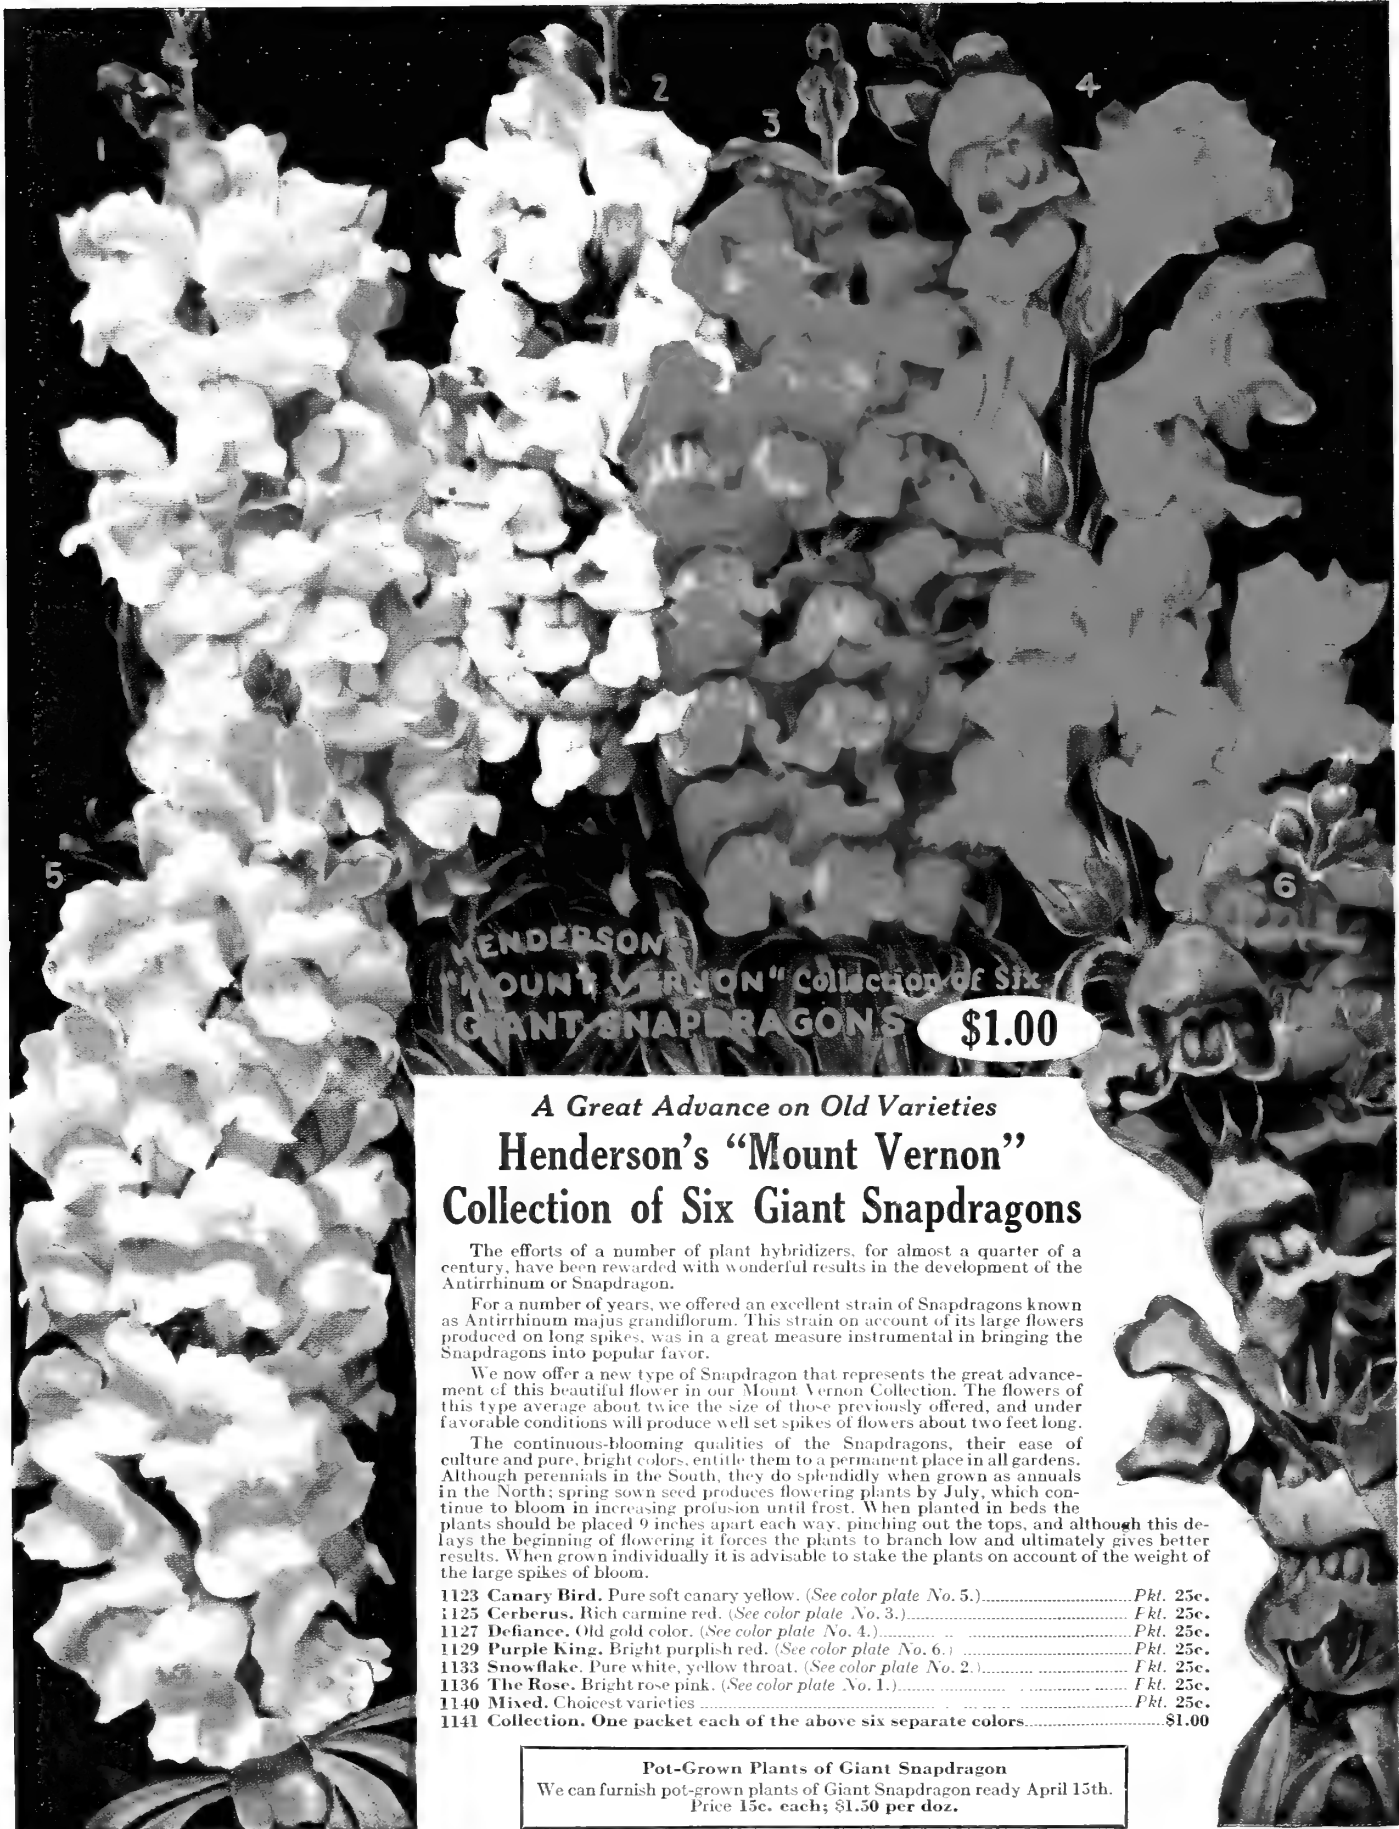 1
2
3
4
5
6
HENDERSON'S
"MOUNT VERNON" Collection of Six
GIANT SNAPDRAGONS $1.00
A Great Advance on Old Varieties
Henderson's "Mount Vernon"
Collection of Six Giant Snapdragons
The efforts of a number of plant hybridizers, for almost a quarter of a
century, have been rewarded with wonderful results in the development of the
Antirrhinum or Snapdragon.
For a number of years, we offered an excellent strain of Snapdragons known
as Antirrhinum majus grandiflorum. This strain on account of its large flowers
produced on long spikes, was in a great measure instrumental in bringing the
Snapdragons into popular favor.
We now offer a new type of Snapdragon that represents the great advance-
ment of this beautiful flower in our Mount Vernon Collection. The flowers of
this type average about twice the size of those previously offered, and under
favorable conditions will produce well set spikes of flowers about two feet long.
The continuous-blooming qualities of the Snapdragons, their ease of
culture and pure, bright colors, entitle them to a permanent place in all gardens.
Although perennials in the South, they do splendidly when grown as annuals
in the North; spring sown seed produces flowering plants by July, which con-
tinue to bloom in increasing profusion until frost. When planted in beds the
plants should be placed 9 inches apart each way, pinching out the tops, and although this de-
lays the beginning of flowering it forces the plants to branch low and ultimately gives better
results. When grown individually it is advisable to stake the plants on account of the weight of
the large spikes of bloom.
1123 Canary Bird. Pure soft canary yellow. (See color plate No. 5.) Pkt. 25c.
1125 Cerberus. Rich carmine red. (See color plate No. 3.) Pkt. 25c.
1127 Defiance. Old gold color. (See color plate No. 4.) Pkt. 25c.
1129 Purple King. Bright purplish red. (See color plate No. 6.) Pkt. 25c.
1133 Snowflake. Pure white, yellow throat. (See color plate No. 2.) Pkt. 25c.
1136 The Rose. Bright rose pink. (See color plate No. 1.) Pkt. 25c.
1140 Mixed. Choicest varieties Pkt. 25c.
1141 Collection. One packet each of the above six separate colors $1.00
Pot-Grown Plants of Giant Snapdragon
We can furnish pot-grown plants of Giant Snapdragon ready April 15th.
Price 15c. each; $1.50 per doz.